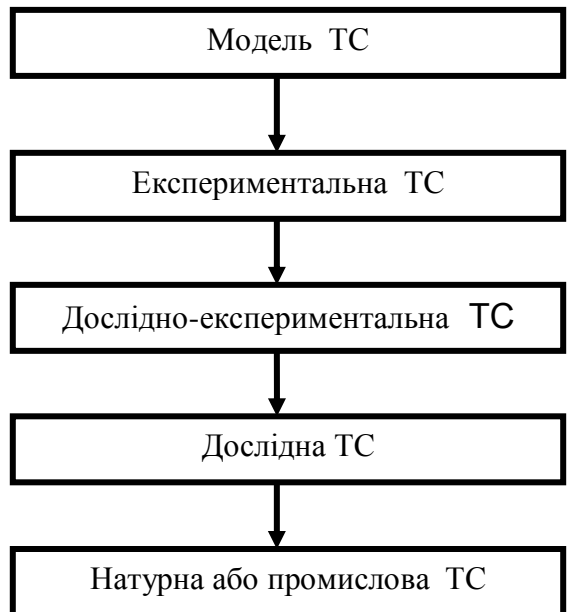 Модель ТС
Експериментальна ТС
Дослідно-експериментальна ТС
Дослідна ТС
Натурна або промислова ТС